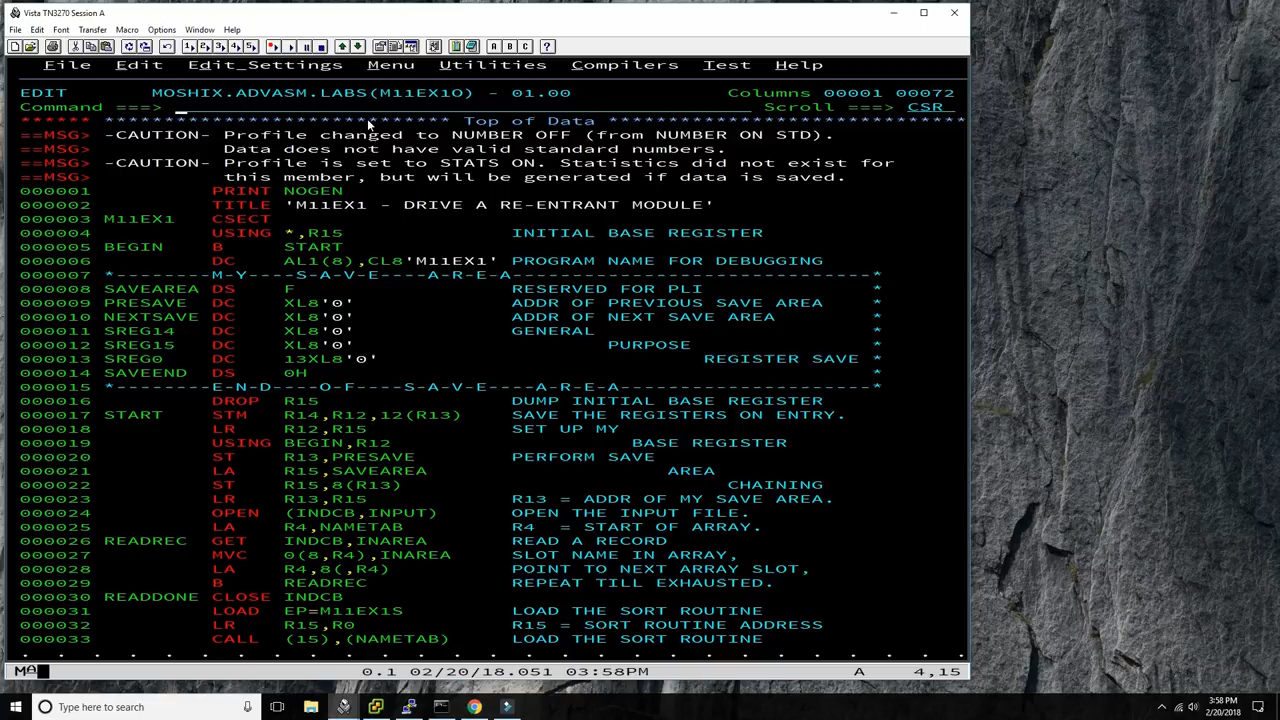 Vista TN3270 Session A
File Edit Font Transfer Macro Options Window Help
1 2 3 4 5 A B C ?
File Edit Edit_Settings Menu Utilities Compilers Test Help
EDIT MOSHIX.ADVASM.LABS(M11EX1O) - 01.00 Columns 00001 00072
Command ===> Scroll ===> CSR
****** ***************************** Top of Data ******************************
==MSG> -CAUTION- Profile changed to NUMBER OFF (from NUMBER ON STD).
==MSG> Data does not have valid standard numbers.
==MSG> -CAUTION- Profile is set to STATS ON. Statistics did not exist for
==MSG> this member, but will be generated if data is saved.
000001 PRINT NOGEN
000002 TITLE 'M11EX1 - DRIVE A RE-ENTRANT MODULE'
000003 M11EX1 CSECT
000004 USING *,R15 INITIAL BASE REGISTER
000005 BEGIN B START
000006 DC AL1(8),CL8'M11EX1' PROGRAM NAME FOR DEBUGGING
000007 *--------M-Y----S-A-V-E----A-R-E-A------------------------------*
000008 SAVEAREA DS F RESERVED FOR PLI *
000009 PRESAVE DC XL8'0' ADDR OF PREVIOUS SAVE AREA *
000010 NEXTSAVE DC XL8'0' ADDR OF NEXT SAVE AREA *
000011 SREG14 DC XL8'0' GENERAL *
000012 SREG15 DC XL8'0' PURPOSE *
000013 SREG0 DC 13XL8'0' REGISTER SAVE *
000014 SAVEEND DS 0H *
000015 *--------E-N-D----O-F----S-A-V-E----A-R-E-A---------------------*
000016 DROP R15 DUMP INITIAL BASE REGISTER
000017 START STM R14,R12,12(R13) SAVE THE REGISTERS ON ENTRY.
000018 LR R12,R15 SET UP MY
000019 USING BEGIN,R12 BASE REGISTER
000020 ST R13,PRESAVE PERFORM SAVE
000021 LA R15,SAVEAREA AREA
000022 ST R15,8(R13) CHAINING
000023 LR R13,R15 R13 = ADDR OF MY SAVE AREA.
000024 OPEN (INDCB,INPUT) OPEN THE INPUT FILE.
000025 LA R4,NAMETAB R4 = START OF ARRAY.
000026 READREC GET INDCB,INAREA READ A RECORD
000027 MVC 0(8,R4),INAREA SLOT NAME IN ARRAY,
000028 LA R4,8(,R4) POINT TO NEXT ARRAY SLOT,
000029 B READREC REPEAT TILL EXHAUSTED.
000030 READDONE CLOSE INDCB
000031 LOAD EP=M11EX1S LOAD THE SORT ROUTINE
000032 LR R15,R0 R15 = SORT ROUTINE ADDRESS
000033 CALL (15),(NAMETAB) LOAD THE SORT ROUTINE
MA 0.1 02/20/18.051 03:58PM A 4,15
Type here to search
3:58 PM
2/20/2018